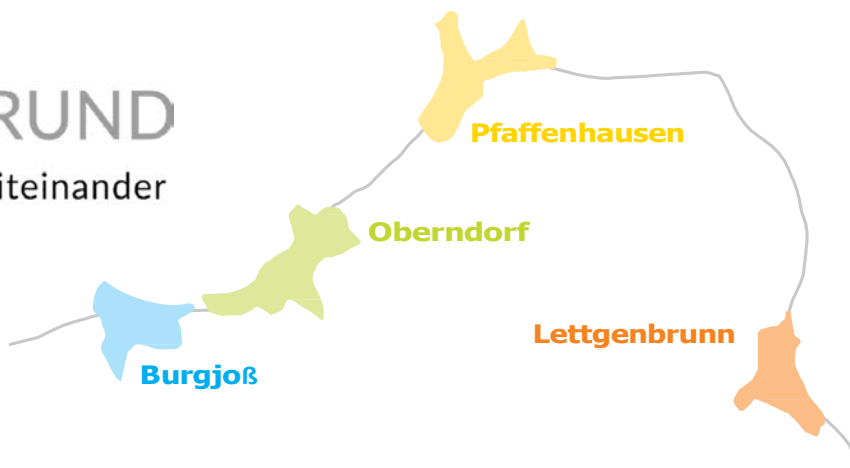 RUND
iteinander
Pfaffenhausen
Oberndorf
Lettgenbrunn
Burgjoß